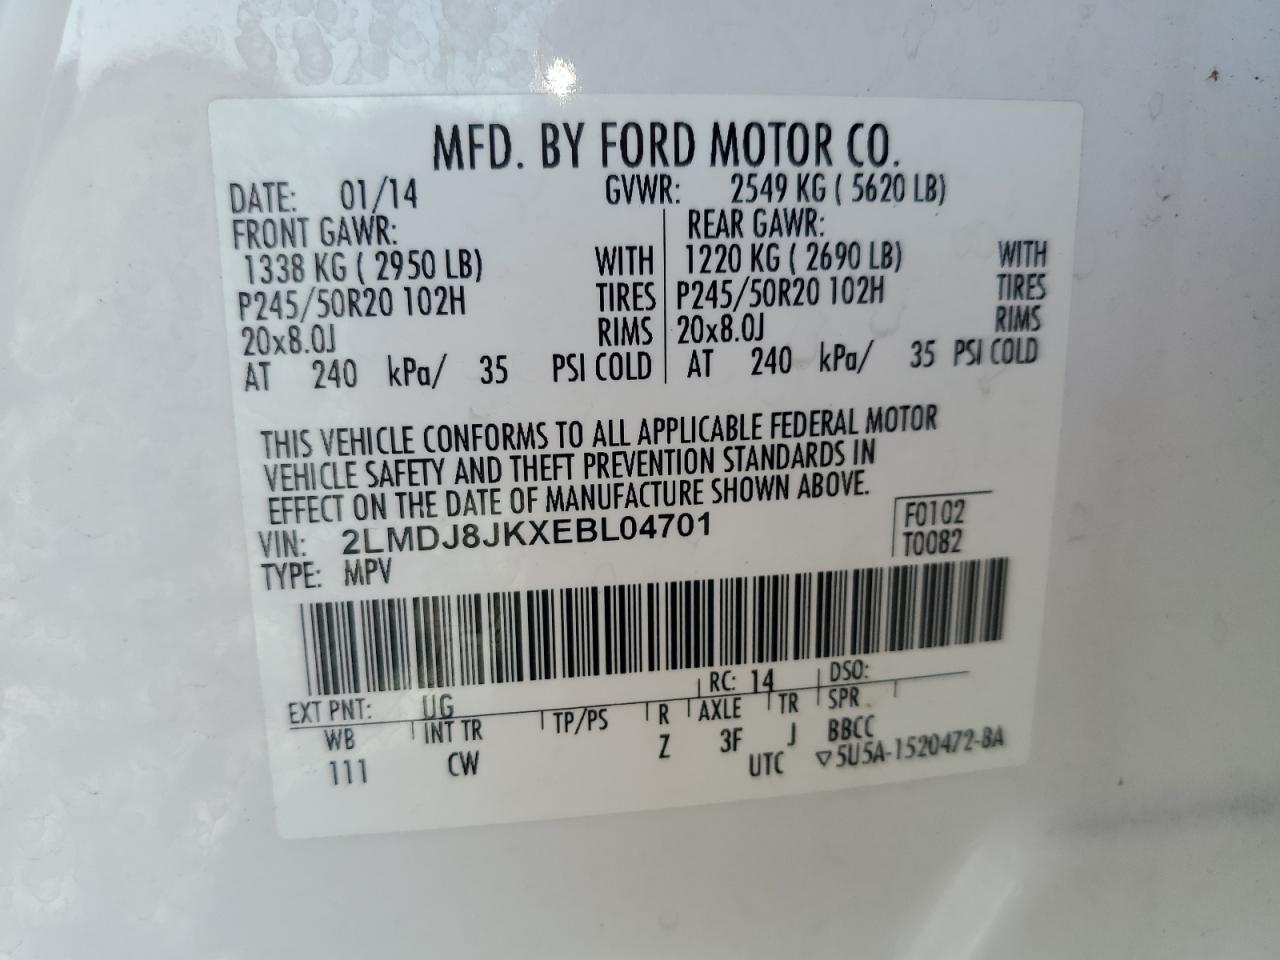 MFD. BY FORD MOTOR CO.
DATE: 01/14 GVWR: 2549 KG ( 5620 LB)
FRONT GAWR: REAR GAWR:
1338 KG ( 2950 LB) WITH 1220 KG ( 2690 LB) WITH
P245/50R20 102H TIRES P245/50R20 102H TIRES
20x8.0J RIMS 20x8.0J RIMS
AT 240 kPa/ 35 PSI COLD AT 240 kPa/ 35 PSI COLD
THIS VEHICLE CONFORMS TO ALL APPLICABLE FEDERAL MOTOR
VEHICLE SAFETY AND THEFT PREVENTION STANDARDS IN
EFFECT ON THE DATE OF MANUFACTURE SHOWN ABOVE.
VIN: 2LMDJ8JKXEBL04701 F0102
TYPE: MPV T0082
EXT PNT: UG RC: 14 DSO:
WB INT TR TP/PS R AXLE TR SPR
111 CW Z 3F J BBCC
UTC ▽5U5A-1520472-BA